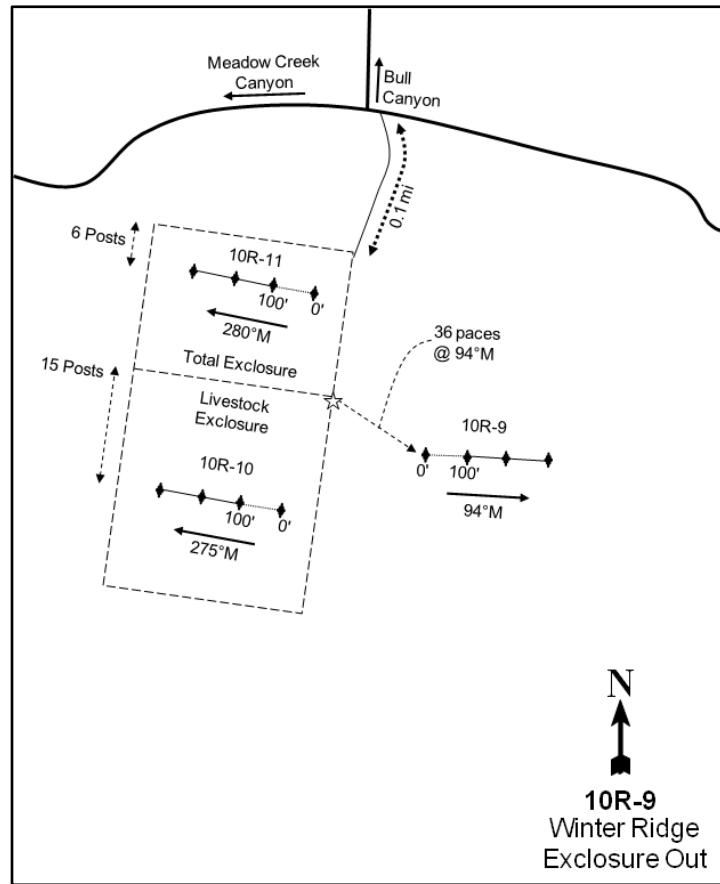 Meadow Creek
Canyon
Bull
Canyon
0.1 mi
6 Posts
10R-11
100' 0'
280°M
Total Exclosure
15 Posts
Livestock
Exclosure
36 paces
@ 94°M
10R-9
0' 100'
94°M
10R-10
100' 0'
275°M
N
10R-9
Winter Ridge
Exclosure Out